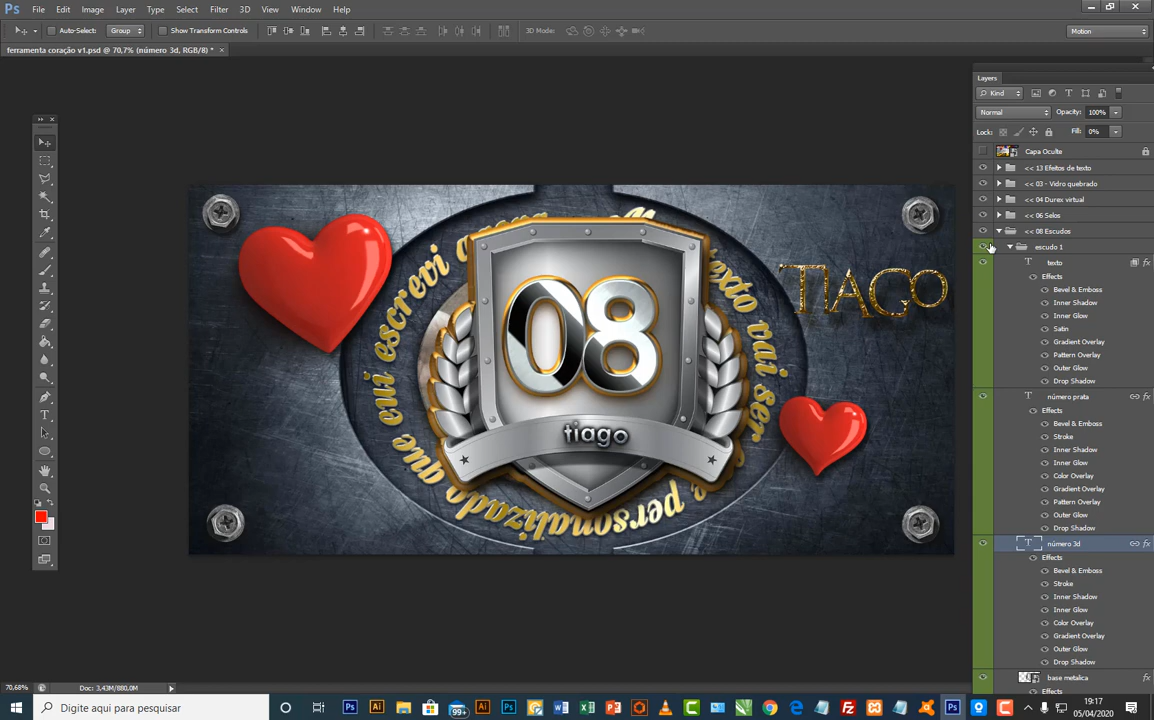 Ps File Edit Image Layer Type Select Filter 3D View Window Help
Auto-Select: Group Show Transform Controls 3D Mode: Motion
ferramenta coração v1.psd @ 70,7% (número 3d, RGB/8) *
Layers
Kind
Normal Opacity: 100%
Lock: Fill: 0%
Capa Oculte
<< 13 Efeitos de texto
<< 03 - Vidro quebrado
<< 04 Durex virtual
<< 06 Selos
<< 08 Escudos
escudo 1
texto
Effects
Bevel & Emboss
Inner Shadow
Inner Glow
Satin
Gradient Overlay
Pattern Overlay
Outer Glow
Drop Shadow
número prata
Effects
Bevel & Emboss
Stroke
Inner Shadow
Inner Glow
Color Overlay
Gradient Overlay
Pattern Overlay
Outer Glow
Drop Shadow
número 3d
Effects
Bevel & Emboss
Stroke
Inner Shadow
Inner Glow
Color Overlay
Gradient Overlay
Outer Glow
Drop Shadow
base metalica
Effects
TIAGO
08
tiago
que cui escrevi
texto vai ser
personalizado
70,68% Doc: 3,43M/880,0M
Digite aqui para pesquisar
99+
19:17
05/04/2020